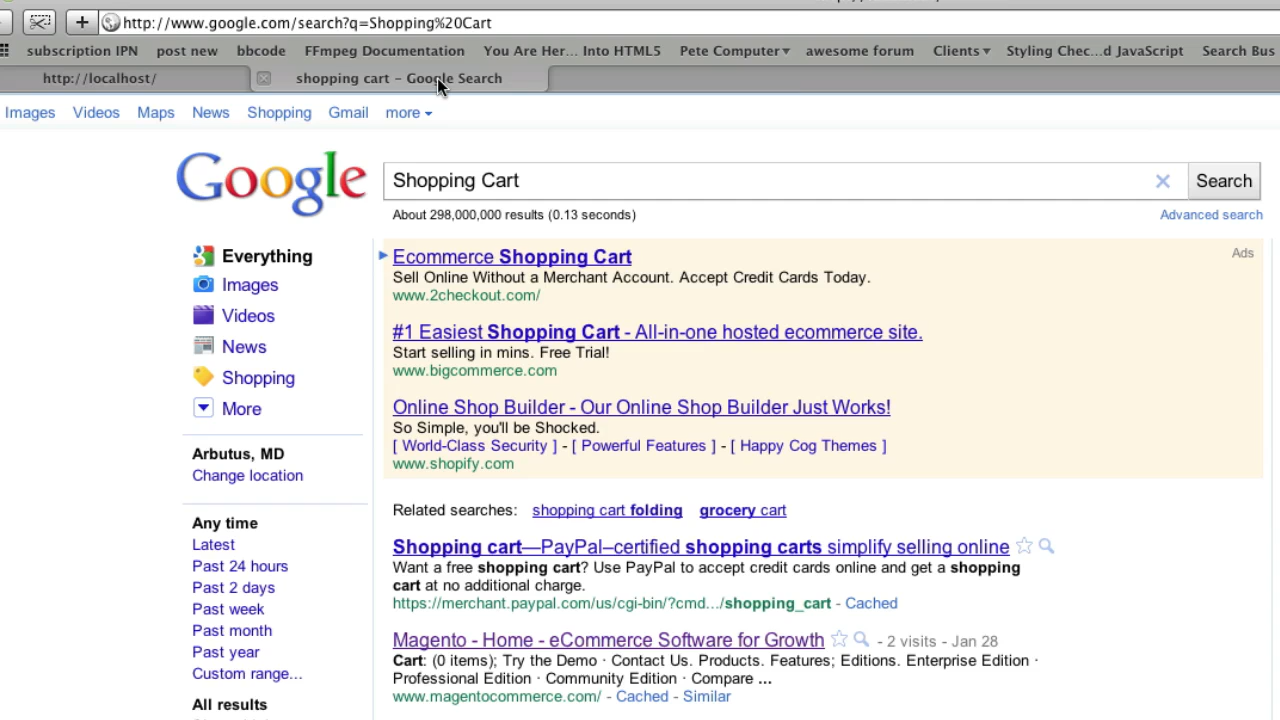 http://www.google.com/search?q=Shopping%20Cart
subscription IPN post new bbcode FFmpeg Documentation You Are Her... Into HTML5 Pete Computer▾ awesome forum Clients▾ Styling Chec...d JavaScript Search Bus
http://localhost/ shopping cart – Google Search
Images Videos Maps News Shopping Gmail more
Google
Shopping Cart
Search
About 298,000,000 results (0.13 seconds)
Advanced search
Everything
Images
Videos
News
Shopping
More
Arbutus, MD
Change location
Any time
Latest
Past 24 hours
Past 2 days
Past week
Past month
Past year
Custom range...
All results
Ecommerce Shopping Cart
Ads
Sell Online Without a Merchant Account. Accept Credit Cards Today.
www.2checkout.com/
#1 Easiest Shopping Cart - All-in-one hosted ecommerce site.
Start selling in mins. Free Trial!
www.bigcommerce.com
Online Shop Builder - Our Online Shop Builder Just Works!
So Simple, you'll be Shocked.
[ World-Class Security ] - [ Powerful Features ] - [ Happy Cog Themes ]
www.shopify.com
Related searches: shopping cart folding grocery cart
Shopping cart—PayPal–certified shopping carts simplify selling online
Want a free shopping cart? Use PayPal to accept credit cards online and get a shopping
cart at no additional charge.
https://merchant.paypal.com/us/cgi-bin/?cmd.../shopping_cart - Cached
Magento - Home - eCommerce Software for Growth - 2 visits - Jan 28
Cart: (0 items); Try the Demo · Contact Us. Products. Features; Editions. Enterprise Edition ·
Professional Edition · Community Edition · Compare ...
www.magentocommerce.com/ - Cached - Similar